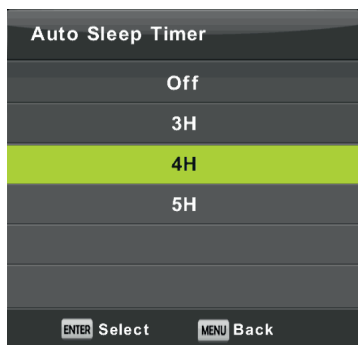 Auto Sleep Timer
Off
3H
4H
5H
ENTER Select MENU Back